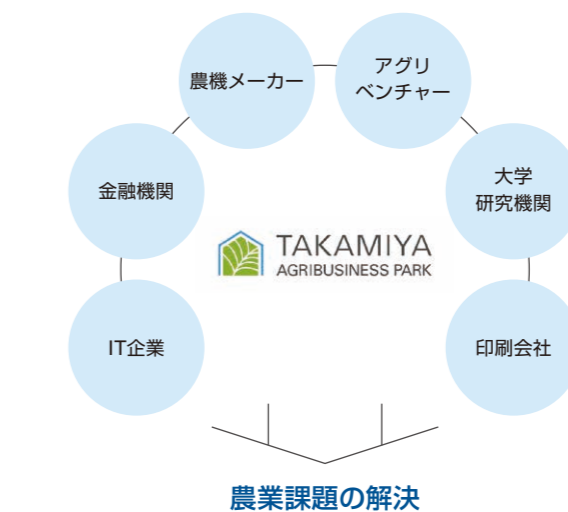 農機メーカー
アグリ
ベンチャー
金融機関
大学
研究機関
TAKAMIYA
AGRIBUSINESS PARK
IT企業
印刷会社
農業課題の解決